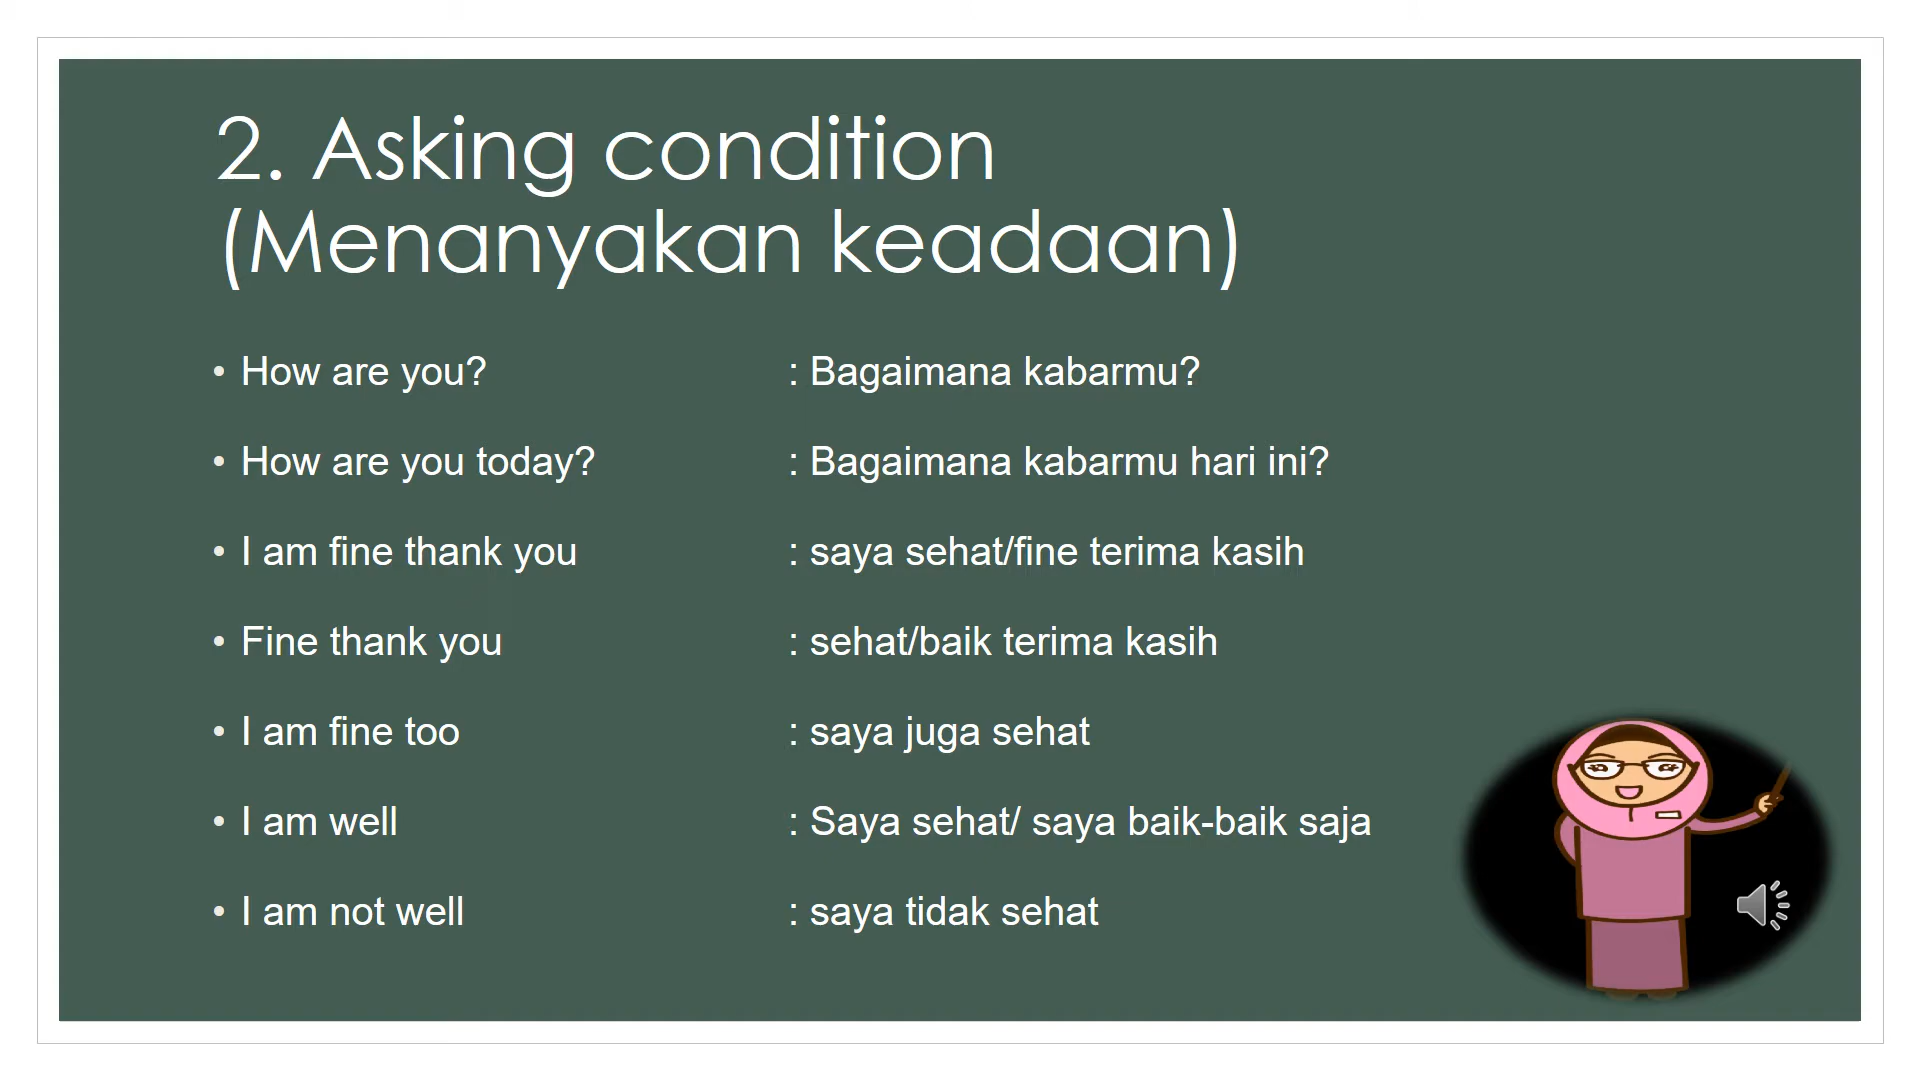 2. Asking condition
(Menanyakan keadaan)
• How are you? : Bagaimana kabarmu?
• How are you today? : Bagaimana kabarmu hari ini?
• I am fine thank you : saya sehat/fine terima kasih
• Fine thank you : sehat/baik terima kasih
• I am fine too : saya juga sehat
• I am well : Saya sehat/ saya baik-baik saja
• I am not well : saya tidak sehat